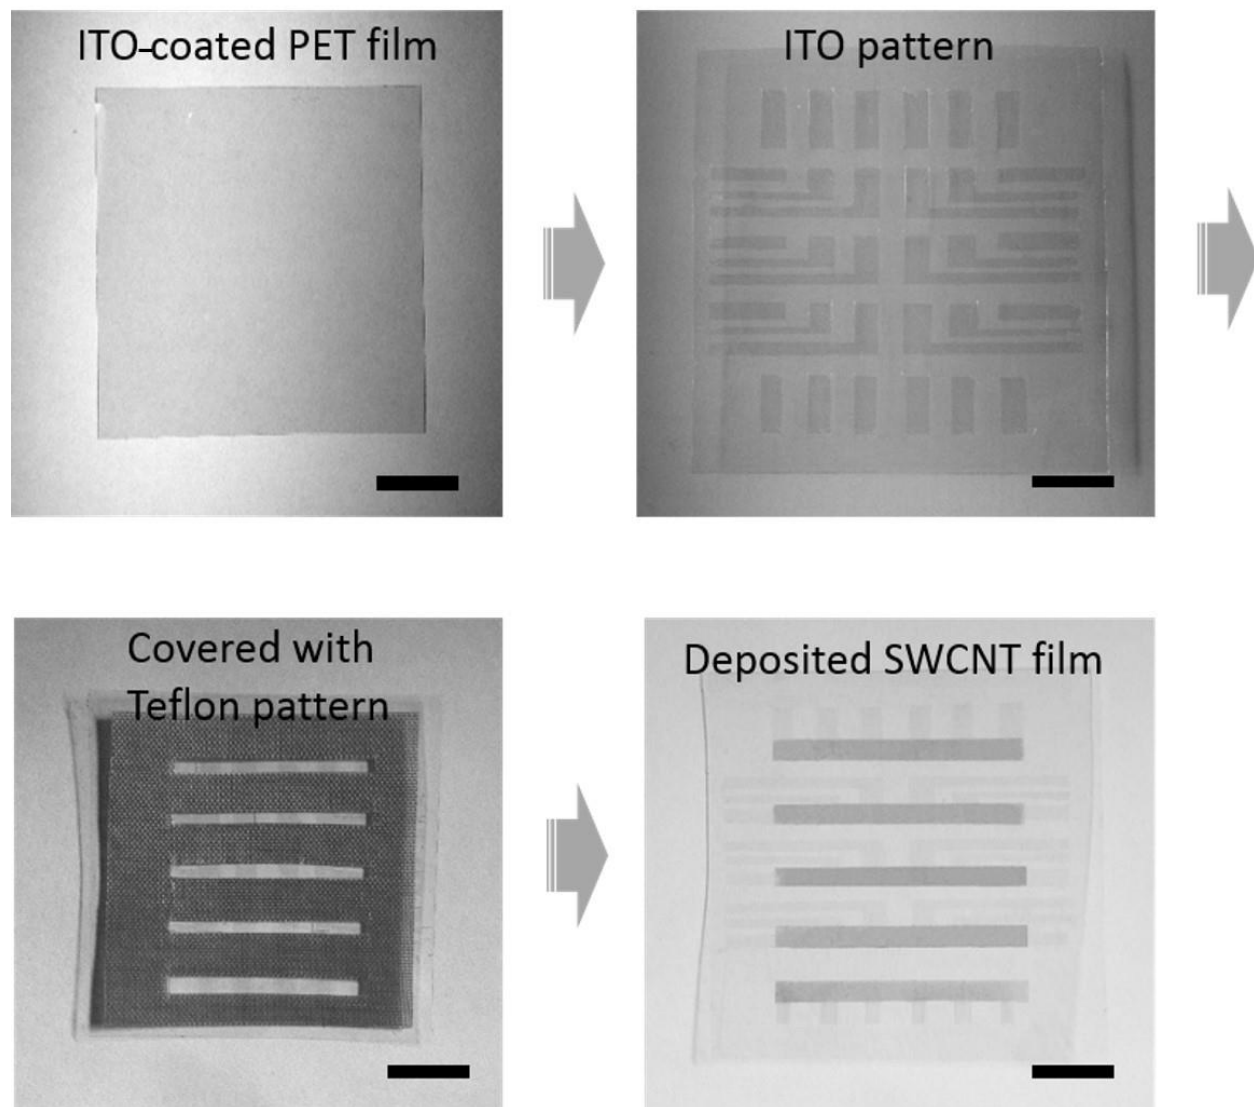 ITO-coated PET film
ITO pattern
Covered with
Teflon pattern
Deposited SWCNT film